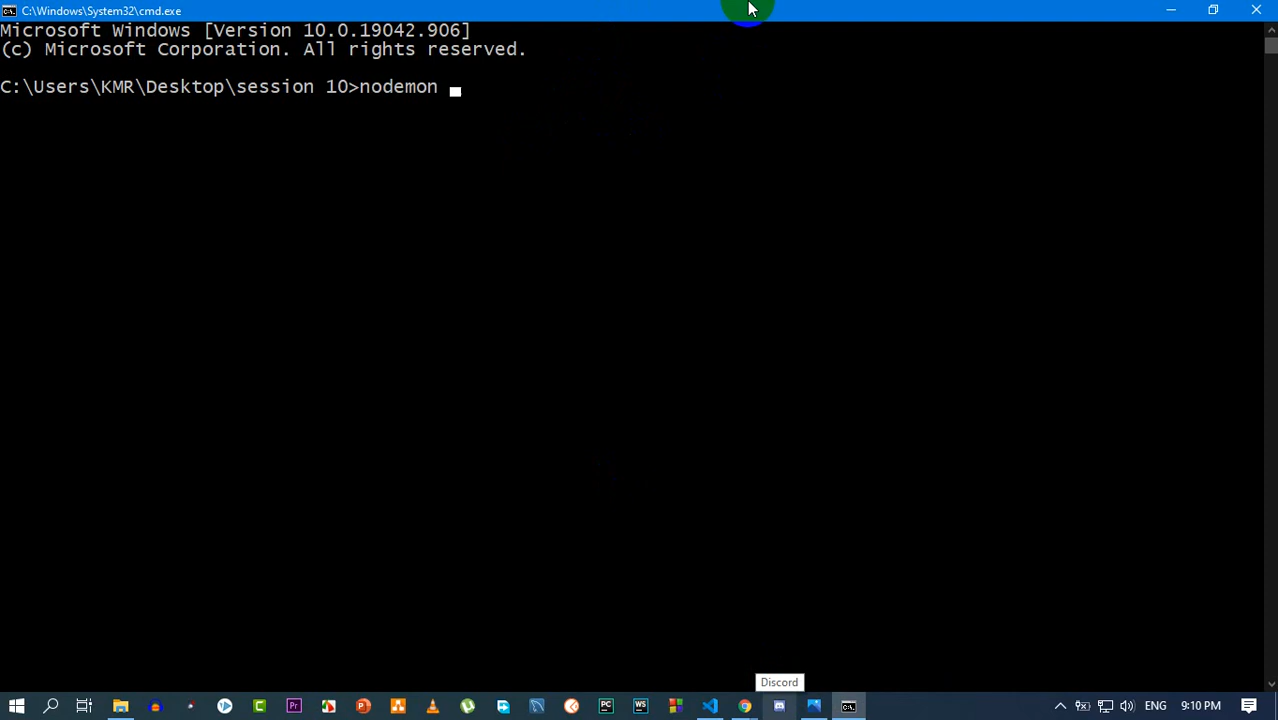 C:\Windows\System32\cmd.exe
Microsoft Windows [Version 10.0.19042.906]
(c) Microsoft Corporation. All rights reserved.
C:\Users\KMR\Desktop\session 10>nodemon
Discord
ENG
9:10 PM